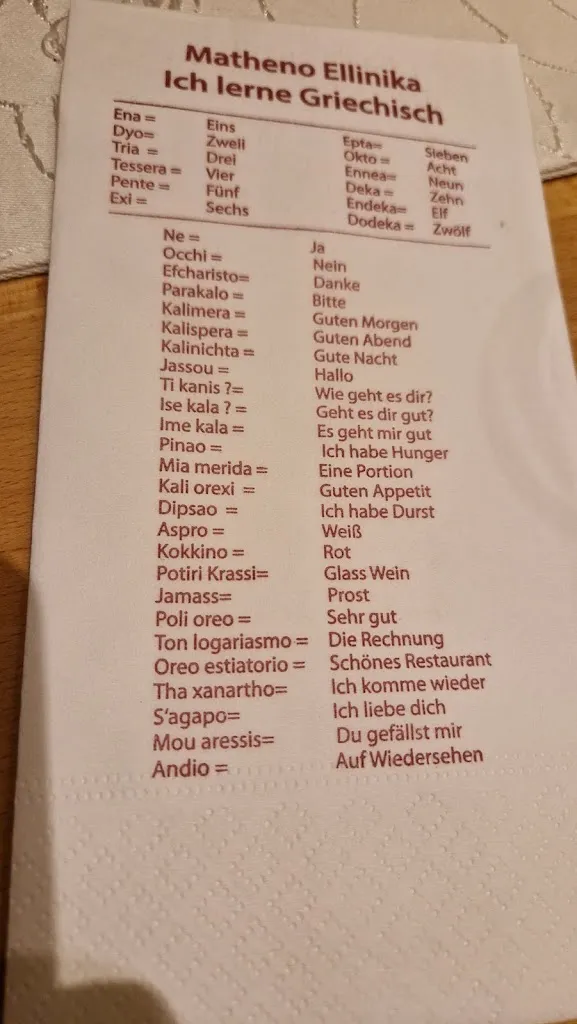 Matheno Ellinika
Ich lerne Griechisch
Ena = Eins
Dyo= Zweii
Tria = Drei
Tessera = Vier
Pente = Fünf
Exi = Sechs
Epta= Sieben
Okto = Acht
Ennea= Neun
Deka = Zehn
Endeka= Elf
Dodeka = Zwölf
Ne = Ja
Occhi = Nein
Efcharisto= Danke
Parakalo = Bitte
Kalimera = Guten Morgen
Kalispera = Guten Abend
Kalinichta = Gute Nacht
Jassou = Hallo
Ti kanis ?= Wie geht es dir?
Ise kala ? = Geht es dir gut?
Ime kala = Es geht mir gut
Pinao = Ich habe Hunger
Mia merida = Eine Portion
Kali orexi = Guten Appetit
Dipsao = Ich habe Durst
Aspro = Weiß
Kokkino = Rot
Potiri Krassi= Glass Wein
Jamass= Prost
Poli oreo = Sehr gut
Ton logariasmo = Die Rechnung
Oreo estiatorio = Schönes Restaurant
Tha xanartho= Ich komme wieder
S'agapo= Ich liebe dich
Mou aressis= Du gefällst mir
Andio = Auf Wiedersehen